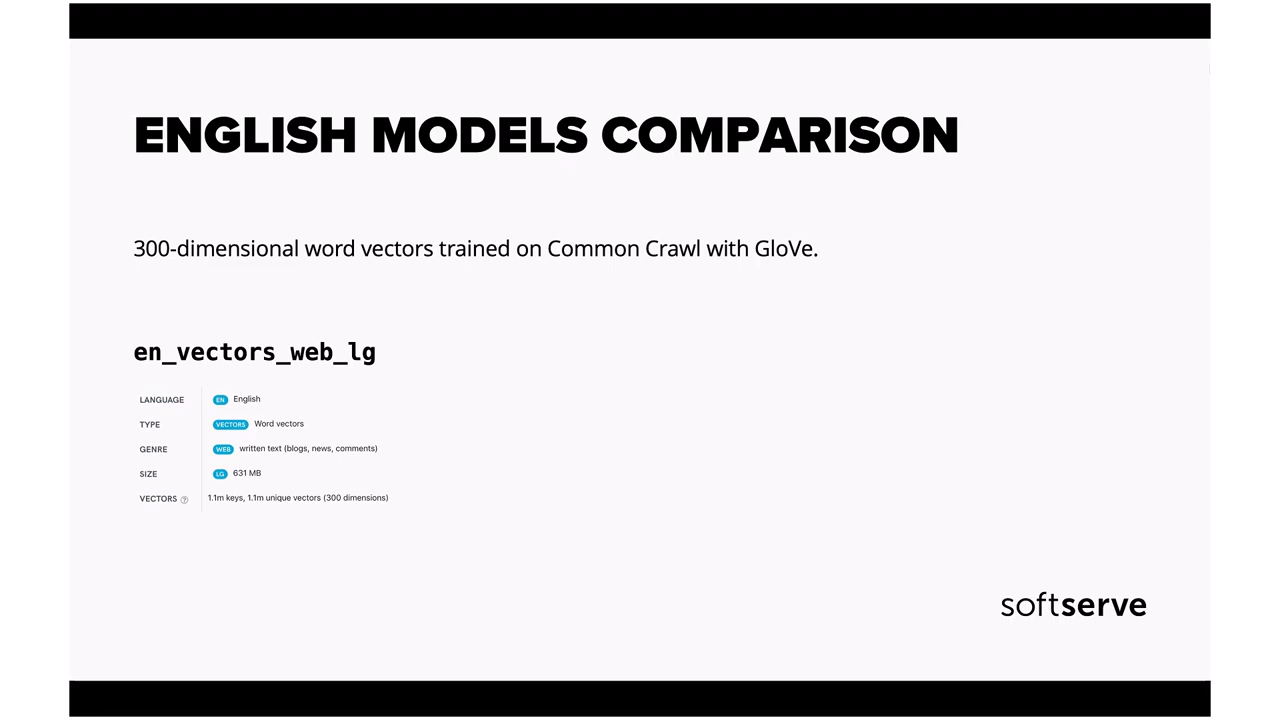 ENGLISH MODELS COMPARISON
300-dimensional word vectors trained on Common Crawl with GloVe.
en_vectors_web_lg
LANGUAGE EN English
TYPE VECTORS Word vectors
GENRE WEB written text (blogs, news, comments)
SIZE LG 631 MB
VECTORS ? 1.1m keys, 1.1m unique vectors (300 dimensions)
softserve